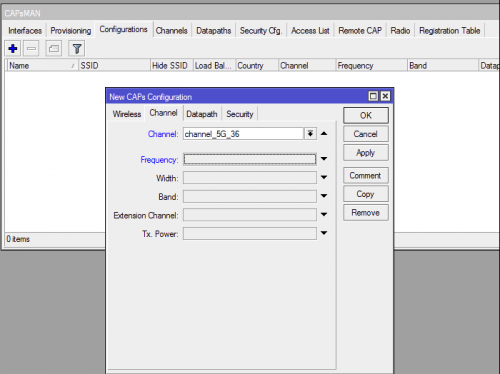 CAPsMAN
Interfaces Provisioning Configurations Channels Datapaths Security Cfg. Access List Remote CAP Radio Registration Table
Name / SSID Hide SSID Load Bal... Country Channel Frequency Band Datap
New CAPs Configuration
Wireless Channel Datapath Security
Channel: channel_5G_36
Frequency:
Width:
Band:
Extension Channel:
Tx. Power:
OK
Cancel
Apply
Comment
Copy
Remove
0 items